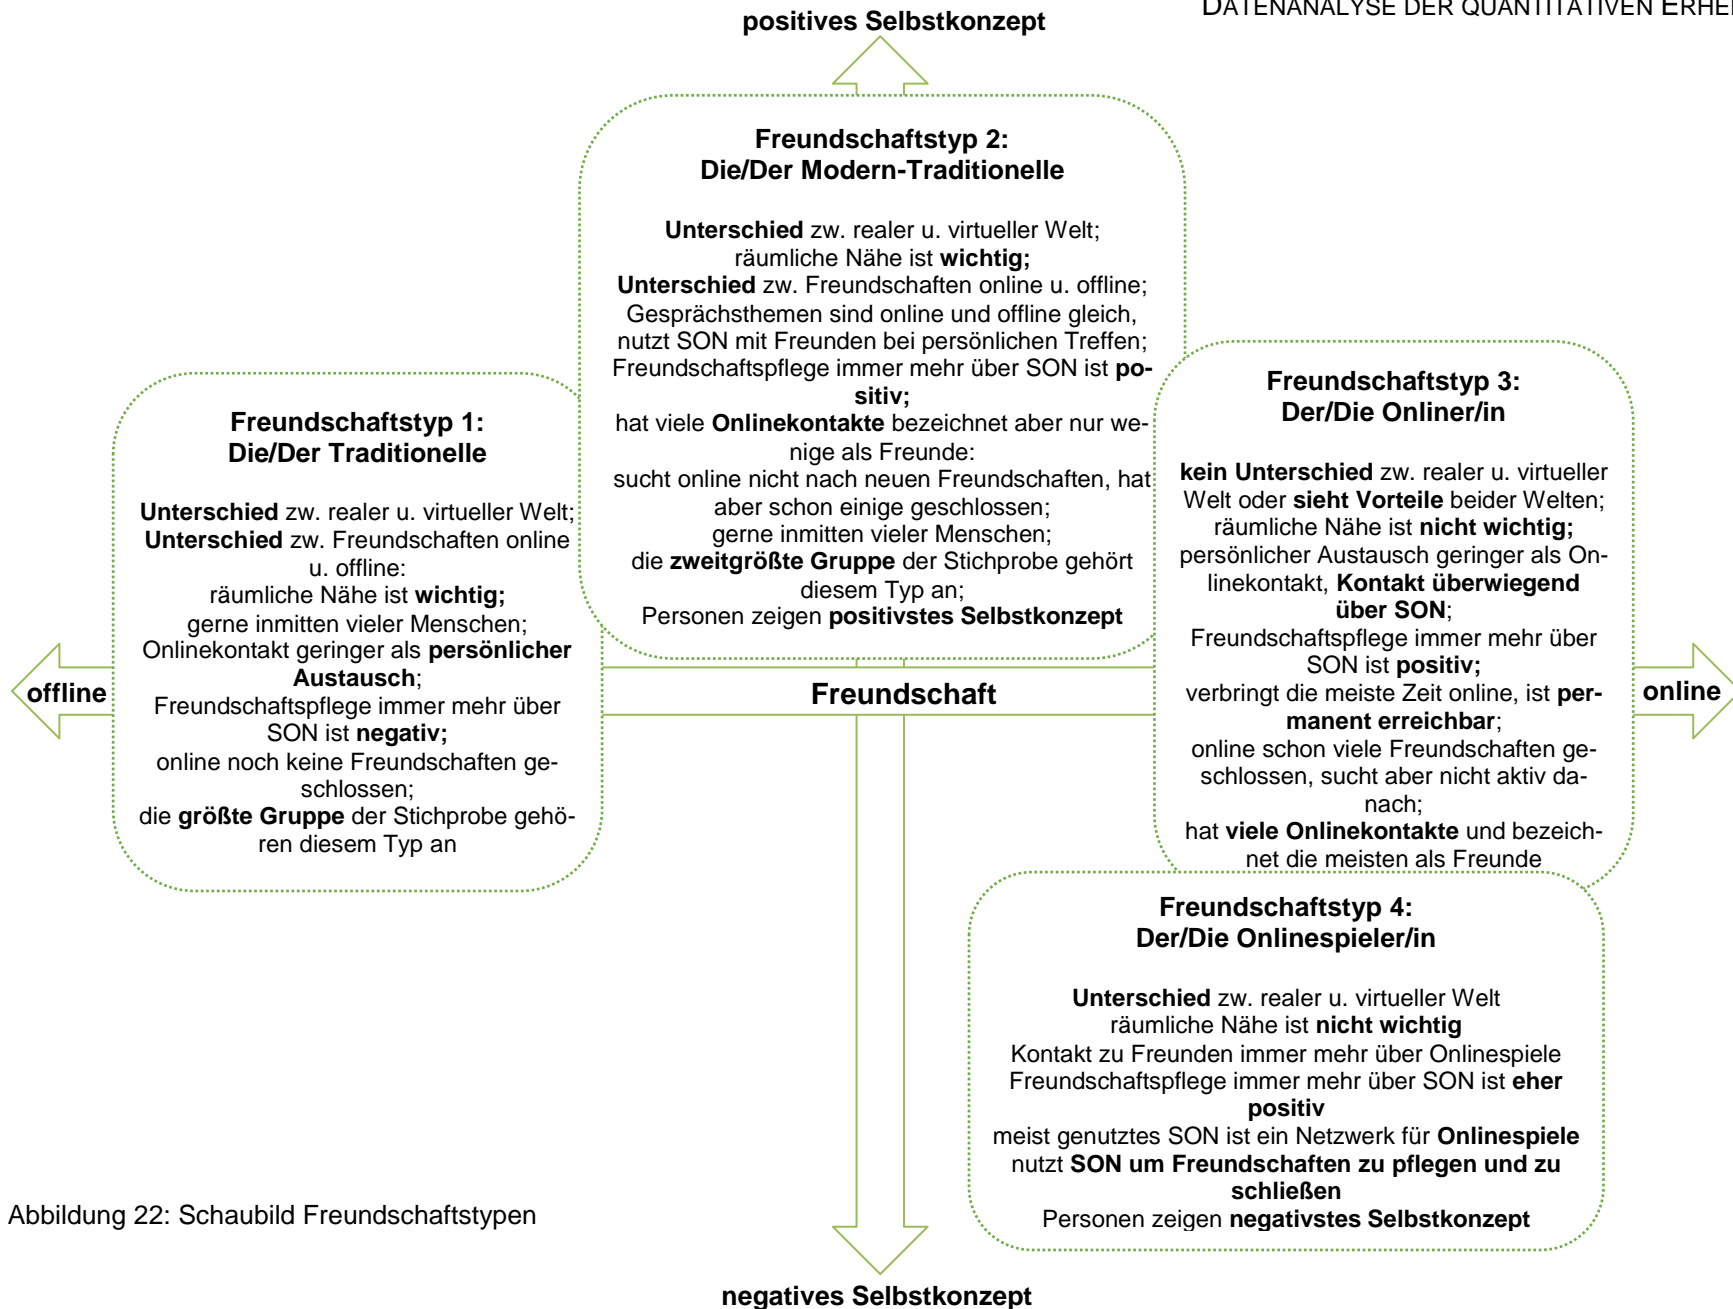 DATENANALYSE DER QUANTITATIVEN
positives Selbstkonzept
Freundschaftstyp 2:
Die/Der Modern-Traditionelle
Unterschied zw. realer u. virtueller Welt;
räumliche Nähe ist wichtig;
Unterschied zw. Freundschaften online u. offline;
Gesprächsthemen sind online und offline gleich,
nutzt SON mit Freunden bei persönlichen Treffen;
Freundschaftspflege immer mehr über SON ist po-
sitiv;
hat viele Onlinekontakte bezeichnet aber nur we-
nige als Freunde:
sucht online nicht nach neuen Freundschaften, hat
aber schon einige geschlossen;
gerne inmitten vieler Menschen;
die zweitgrößte Gruppe der Stichprobe gehört
diesem Typ an;
Personen zeigen positivstes Selbstkonzept
Freundschaftstyp 1:
Die/Der Traditionelle
Unterschied zw. realer u. virtueller Welt;
Unterschied zw. Freundschaften online
u. offline:
räumliche Nähe ist wichtig;
gerne inmitten vieler Menschen;
Onlinekontakt geringer als persönlicher
Austausch;
Freundschaftspflege immer mehr über
SON ist negativ;
online noch keine Freundschaften ge-
schlossen;
die größte Gruppe der Stichprobe gehö-
ren diesem Typ an
Freundschaftstyp 3:
Der/Die Onliner/in
kein Unterschied zw. realer u. virtueller
Welt oder sieht Vorteile beider Welten;
räumliche Nähe ist nicht wichtig;
persönlicher Austausch geringer als On-
linekontakt, Kontakt überwiegend
über SON;
Freundschaftspflege immer mehr über
SON ist positiv;
verbringt die meiste Zeit online, ist per-
manent erreichbar;
online schon viele Freundschaften ge-
schlossen, sucht aber nicht aktiv da-
nach;
hat viele Onlinekontakte und bezeich-
net die meisten als Freunde
offline
Freundschaft
online
Freundschaftstyp 4:
Der/Die Onlinespieler/in
Unterschied zw. realer u. virtueller Welt
räumliche Nähe ist nicht wichtig
Kontakt zu Freunden immer mehr über Onlinespiele
Freundschaftspflege immer mehr über SON ist eher
positiv
meist genutztes SON ist ein Netzwerk für Onlinespiele
nutzt SON um Freundschaften zu pflegen und zu
schließen
Personen zeigen negativstes Selbstkonzept
Abbildung 22: Schaubild Freundschaftstypen
negatives Selbstkonzept